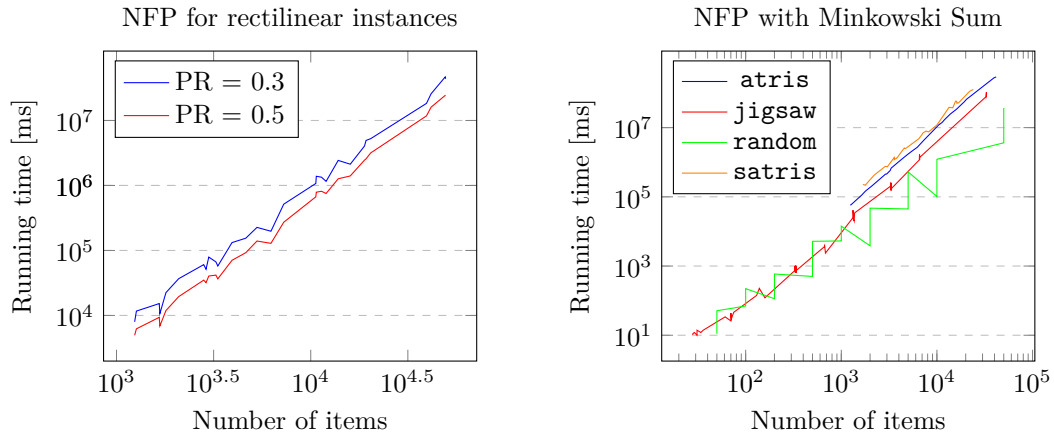 NFP for rectilinear instances
PR = 0.3
PR = 0.5
10^7
10^6
10^5
10^4
Running time [ms]
10^3
10^3.5
10^4
10^4.5
Number of items
NFP with Minkowski Sum
atris
jigsaw
random
satris
10^7
10^5
10^3
10^1
Running time [ms]
10^2
10^3
10^4
10^5
Number of items